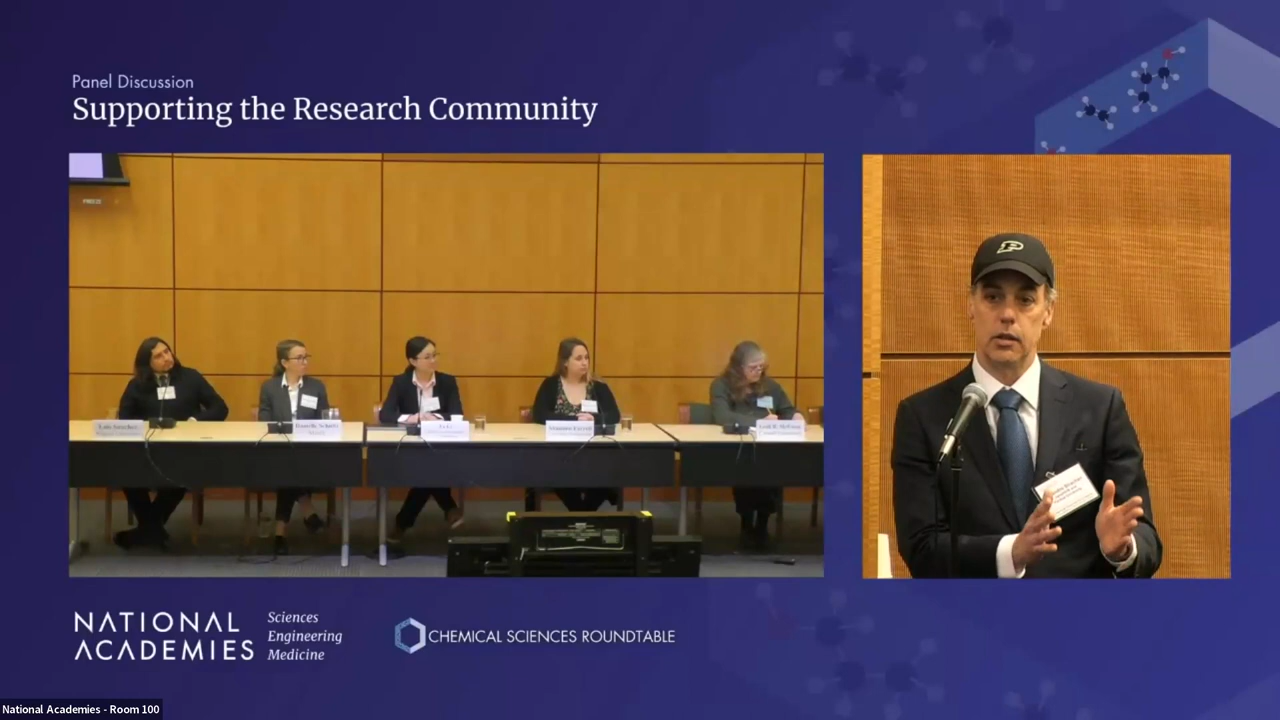 Panel Discussion
Supporting the Research Community
NATIONAL
ACADEMIES
Sciences
Engineering
Medicine
CHEMICAL SCIENCES ROUNDTABLE
National Academies - Room 100